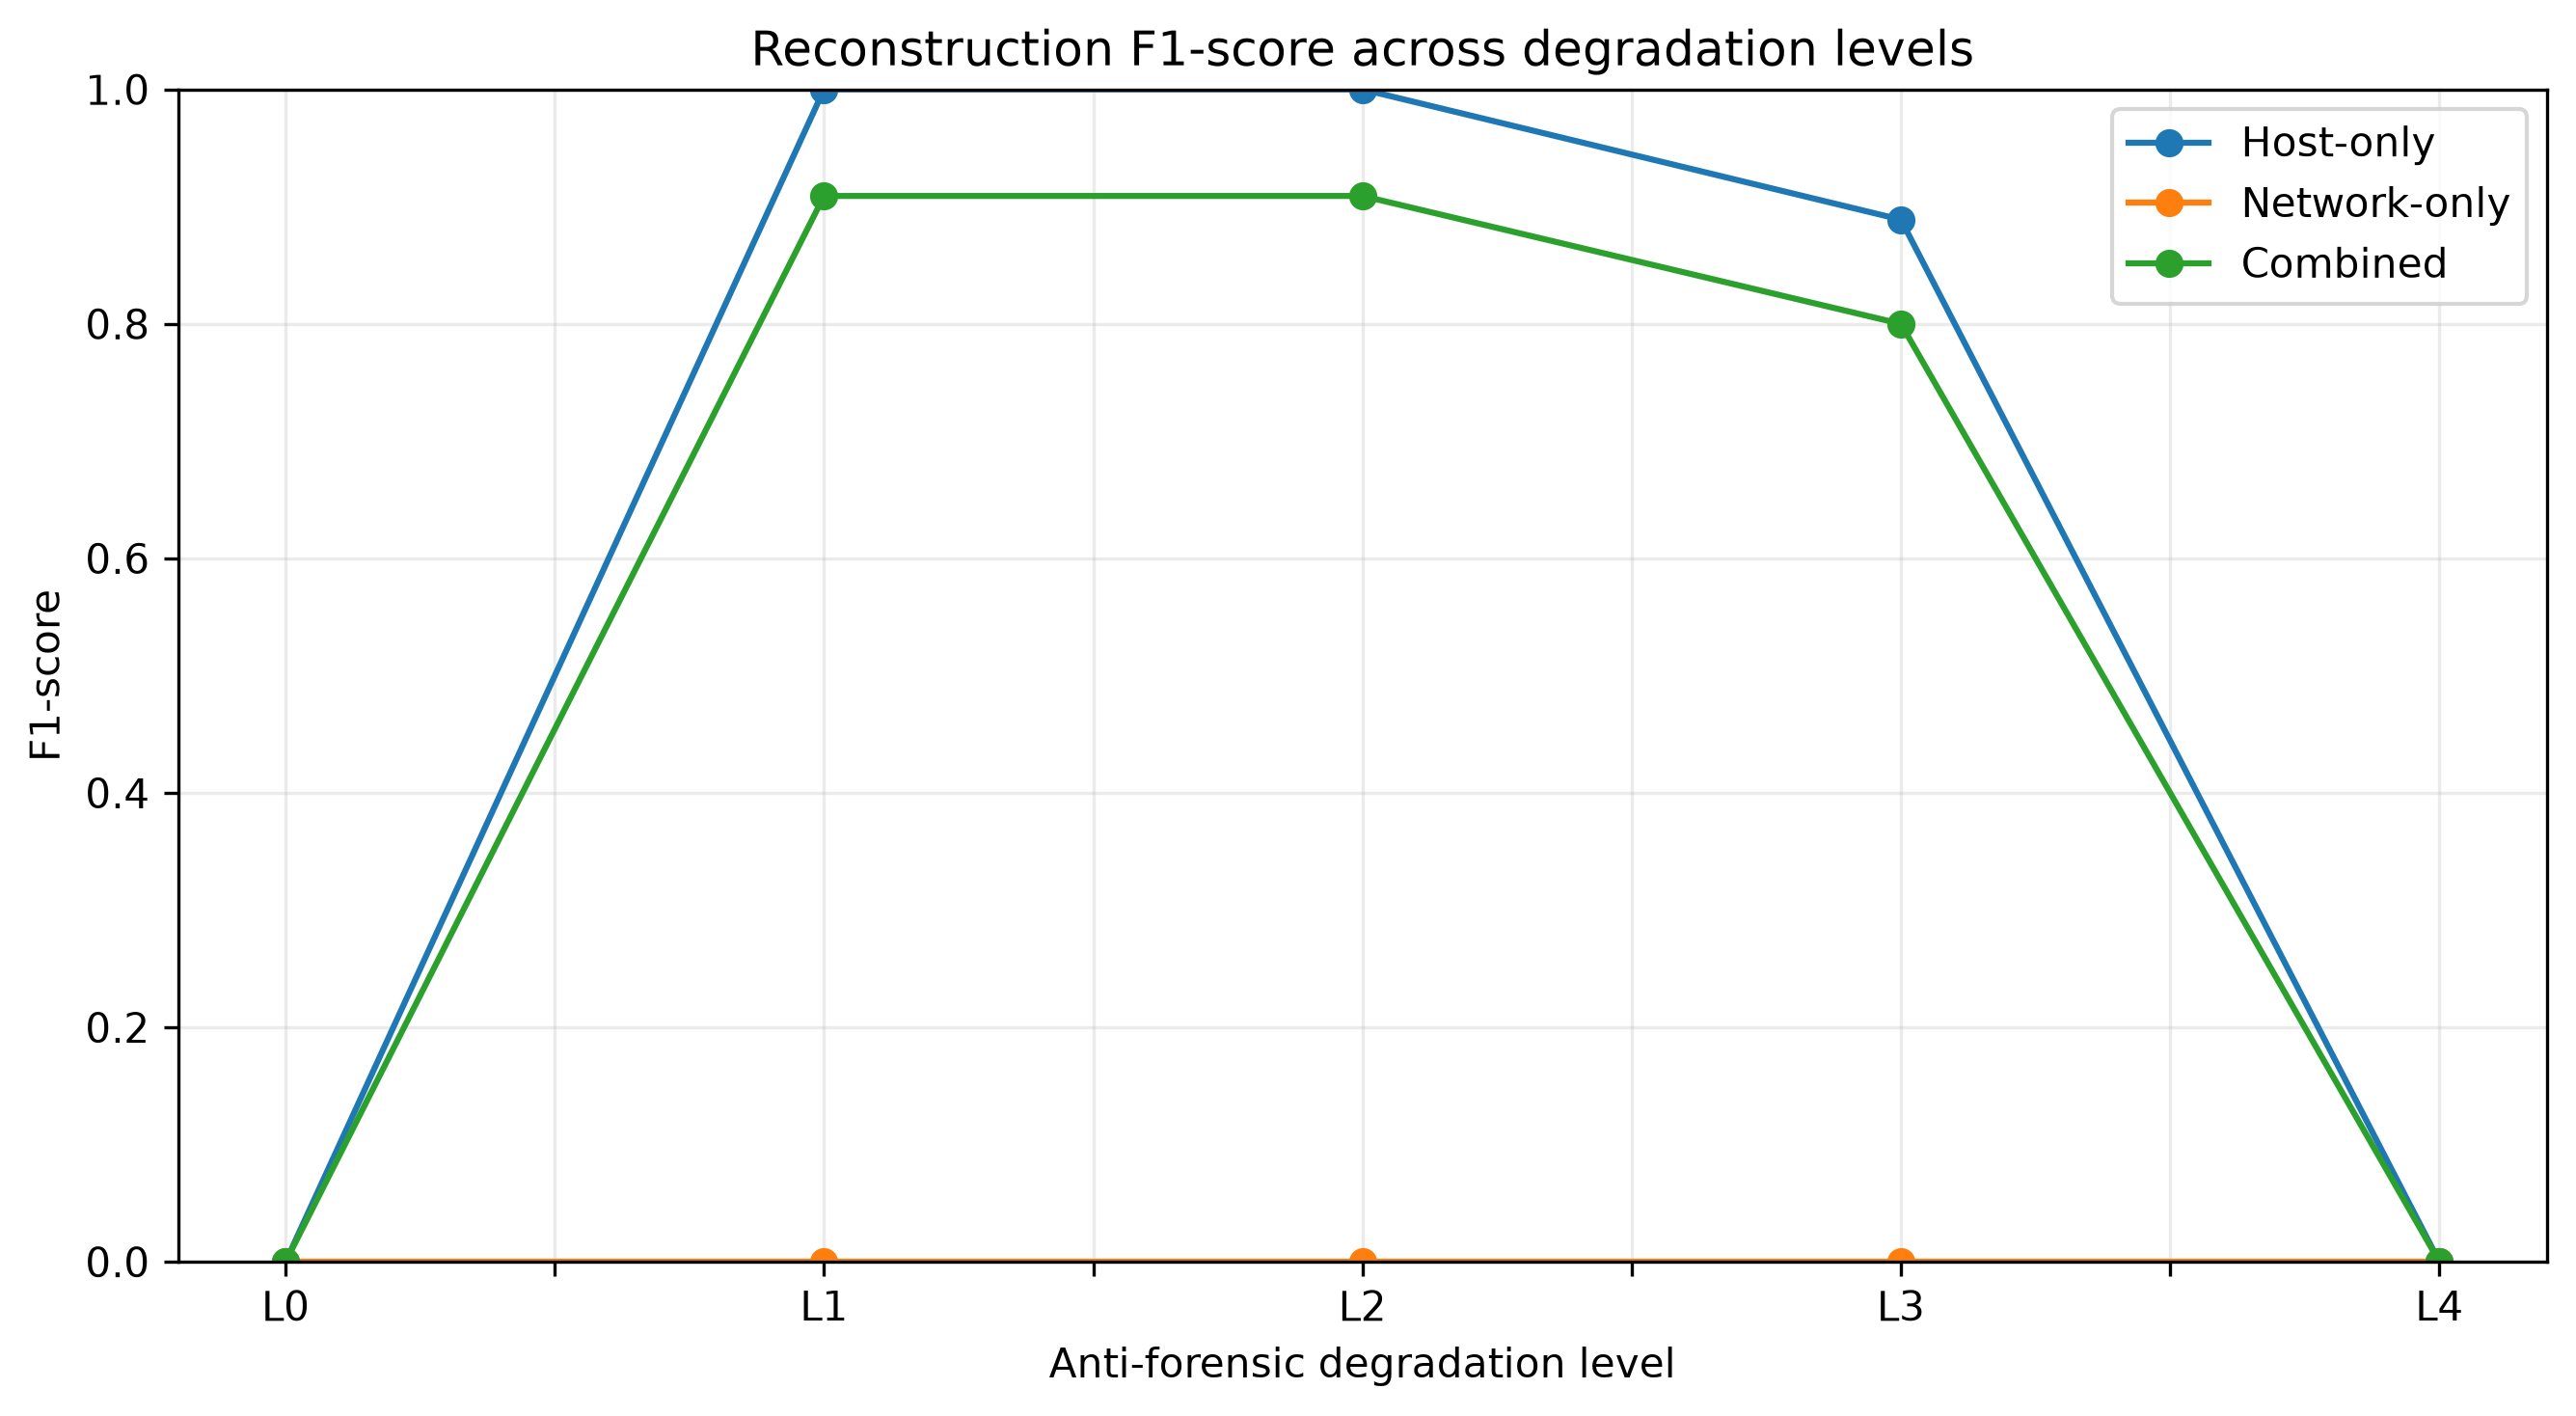 Reconstruction F1-score across degradation levels
1.0
0.8
0.6
0.4
0.2
0.0
F1-score
Host-only
Network-only
Combined
L0 L1 L2 L3 L4
Anti-forensic degradation level